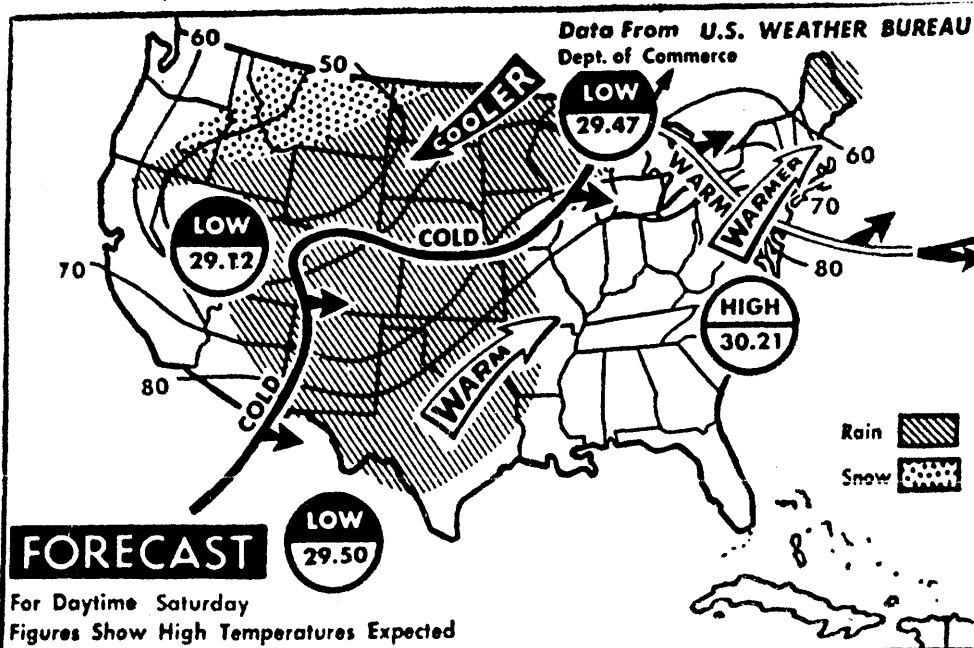 Data From U.S. WEATHER BUREAU
Dept. of Commerce
60
50
COOLER
LOW
29.47
WARM
WARMER
60
70
80
LOW
29.12
COLD
70
HIGH
30.21
WARM
80
COLD
Rain
Snow
LOW
29.50
FORECAST
For Daytime Saturday
Figures Show High Temperatures Expected